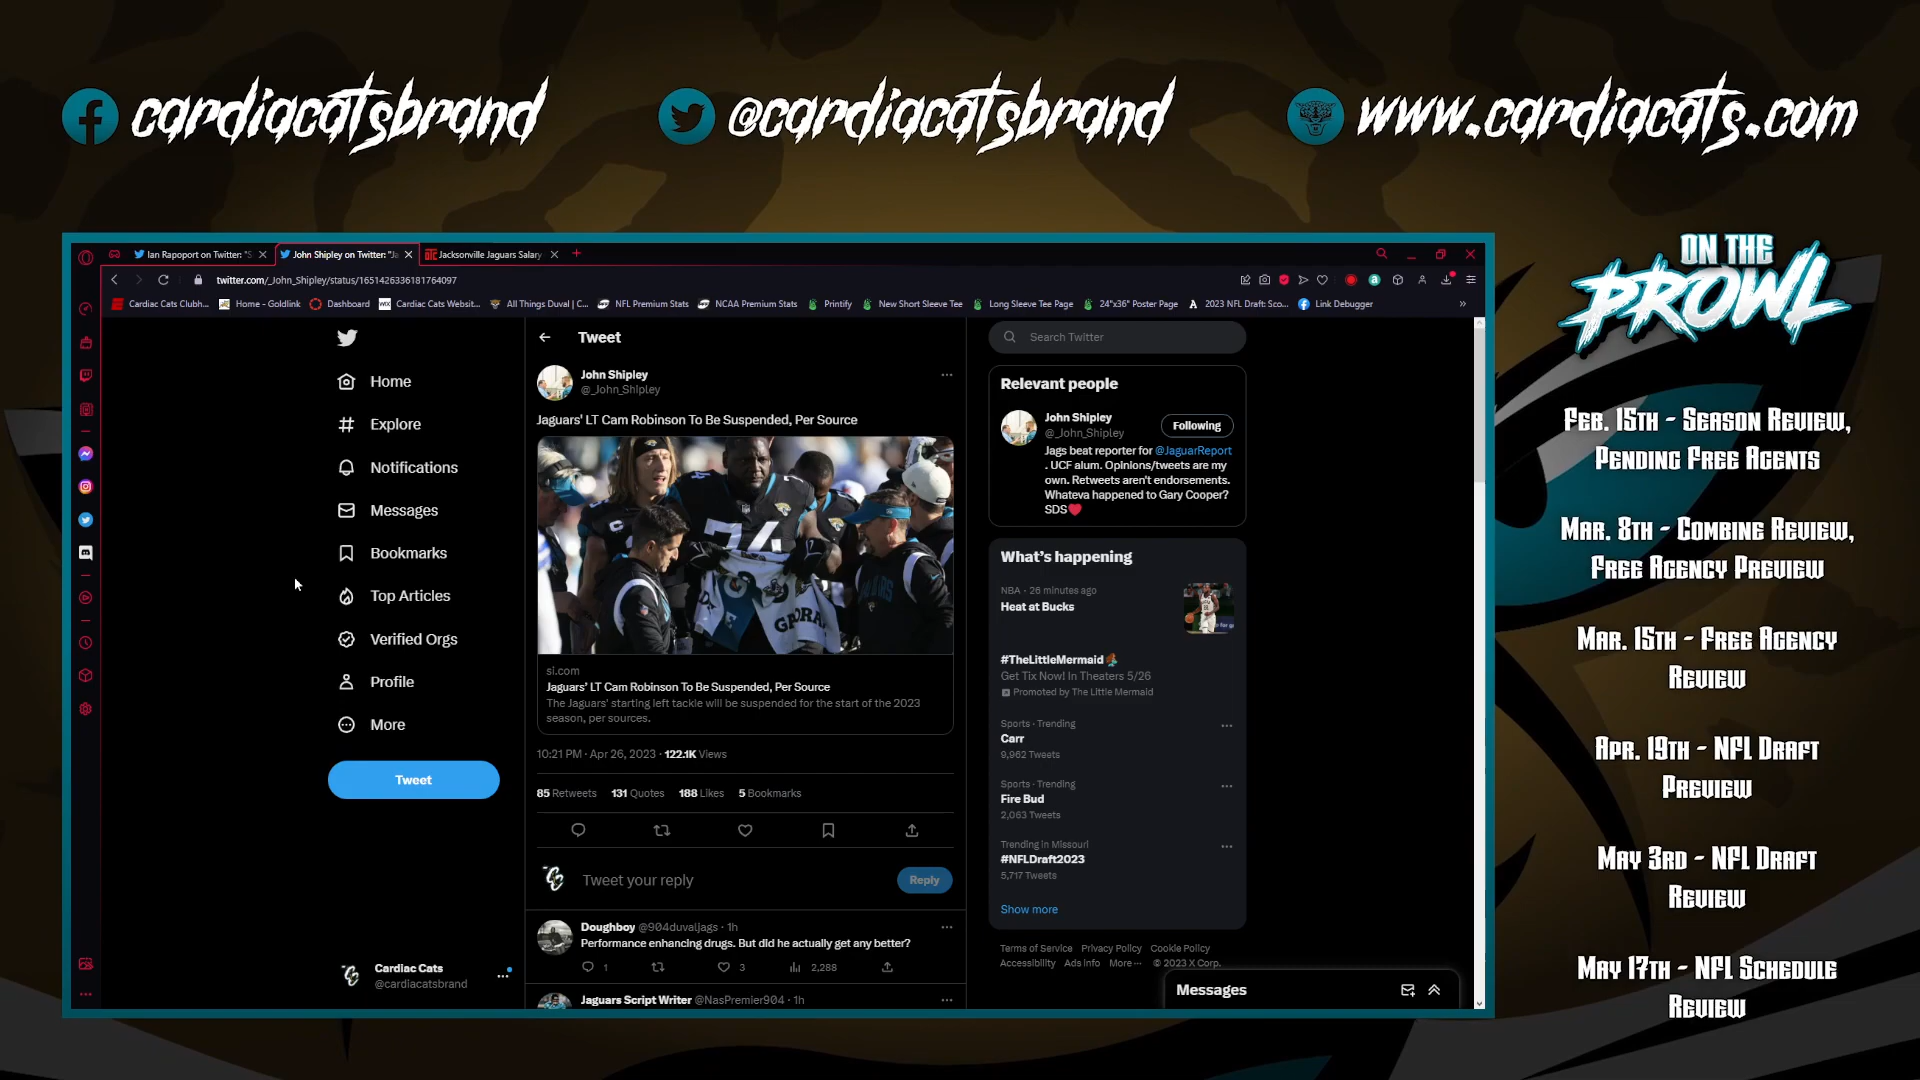 cardiacatsbrand
@cardiacatsbrand
www.cardiacats.com
Ian Rapoport on Twitter: "S
John Shipley on Twitter: "Ja
Jacksonville Jaguars Salary
twitter.com/_John_Shipley/status/1651426336181764097
Cardiac Cats Clubh...
Home - Goldlink
Dashboard
Cardiac Cats Websit...
All Things Duval | C...
NFL Premium Stats
NCAA Premium Stats
Printify
New Short Sleeve Tee
Long Sleeve Tee Page
24"x36" Poster Page
2023 NFL Draft: Sco...
Link Debugger
Home
Explore
Notifications
Messages
Bookmarks
Top Articles
Verified Orgs
Profile
More
Tweet
Cardiac Cats
@cardiacatsbrand
Tweet
John Shipley
@_John_Shipley
Jaguars' LT Cam Robinson To Be Suspended, Per Source
74
si.com
Jaguars' LT Cam Robinson To Be Suspended, Per Source
The Jaguars' starting left tackle will be suspended for the start of the 2023
season, per sources.
10:21 PM · Apr 26, 2023 · 122.1K Views
85 Retweets 131 Quotes 188 Likes 5 Bookmarks
Tweet your reply
Reply
Doughboy @904duvaljags · 1h
Performance enhancing drugs. But did he actually get any better?
1
3
2,288
Jaguars Script Writer @NasPremier904 · 1h
Search Twitter
Relevant people
John Shipley
@_John_Shipley
Following
Jags beat reporter for @JaguarReport
. UCF alum. Opinions/tweets are my
own. Retweets aren't endorsements.
Whateva happened to Gary Cooper?
SDS❤️
What's happening
NBA · 26 minutes ago
Heat at Bucks
#TheLittleMermaid
Get Tix Now! In Theaters 5/26
Promoted by The Little Mermaid
Sports · Trending
Carr
9,962 Tweets
Sports · Trending
Fire Bud
2,063 Tweets
Trending in Missouri
#NFLDraft2023
5,717 Tweets
Show more
Terms of Service Privacy Policy Cookie Policy
Accessibility Ads info More ··· © 2023 X Corp.
Messages
ON THE
PROWL
Feb. 15th - Season Review,
Pending Free Agents
Mar. 8th - Combine Review,
Free Agency Preview
Mar. 15th - Free Agency
Review
Apr. 19th - NFL Draft
Preview
May 3rd - NFL Draft
Review
May 17th - NFL Schedule
Review